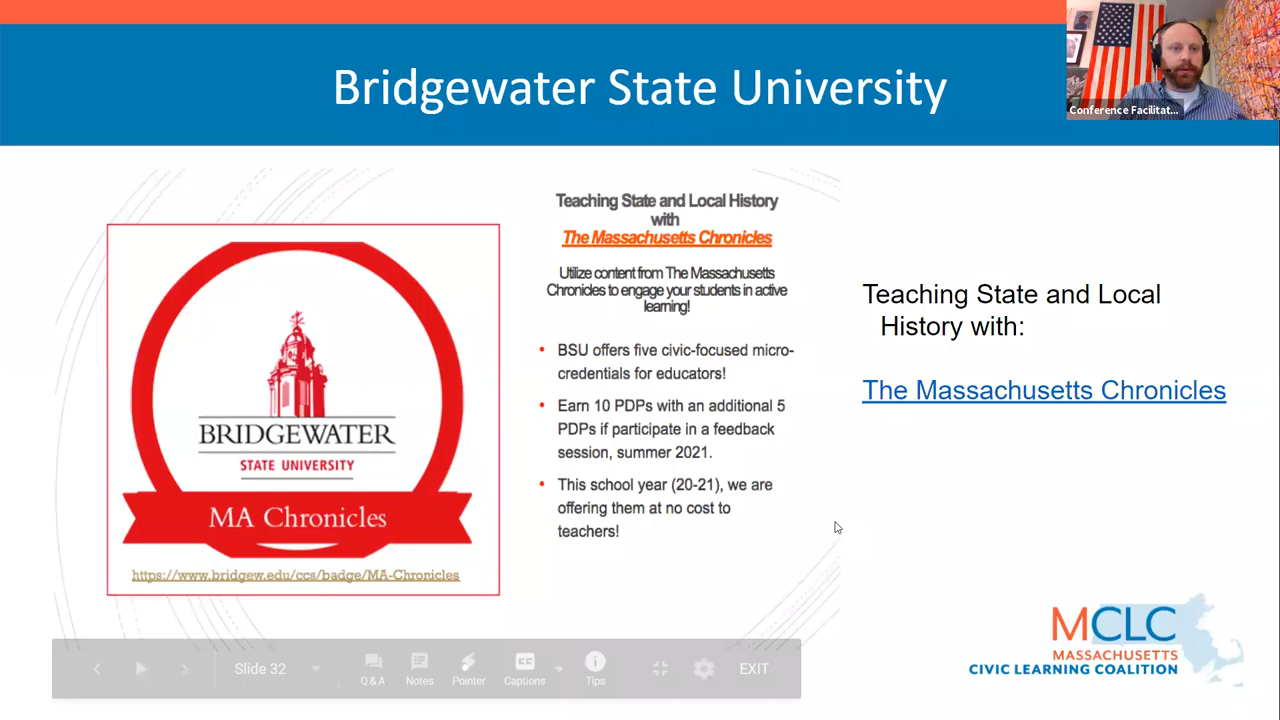 Bridgewater State University
Conference Facilitat...
Teaching State and Local History
with
The Massachusetts Chronicles
Utilize content from The Massachusetts
Chronicles to engage your students in active
learning!
• BSU offers five civic-focused micro-
credentials for educators!
• Earn 10 PDPs with an additional 5
PDPs if participate in a feedback
session, summer 2021.
• This school year (20-21), we are
offering them at no cost to
teachers!
BRIDGEWATER
STATE UNIVERSITY
MA Chronicles
https://www.bridgew.edu/ccs/badge/MA-Chronicles
Teaching State and Local
History with:
The Massachusetts Chronicles
MCLC
MASSACHUSETTS
CIVIC LEARNING COALITION
Slide 32
Q & A
Notes
Pointer
CC
Captions
Tips
EXIT